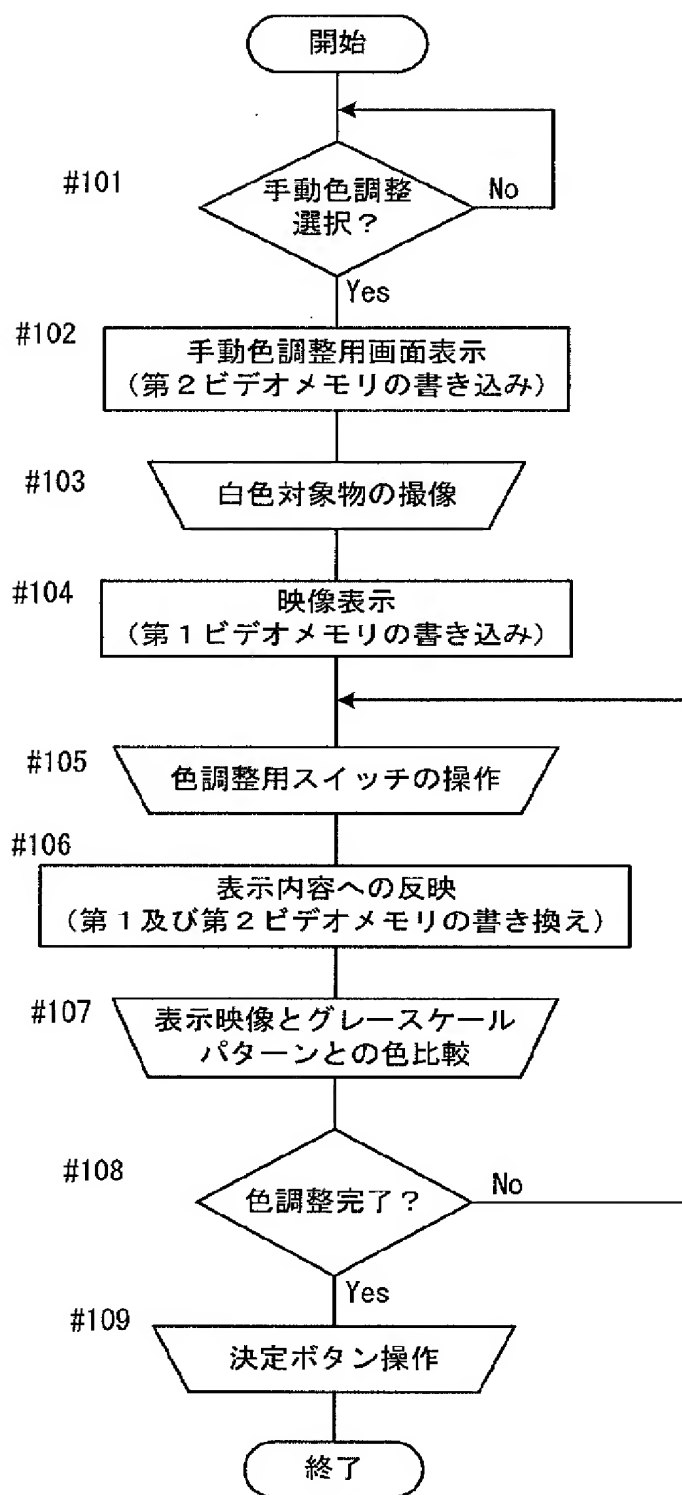 開始
#101
手動色調整
選択？
No
Yes
#102
手動色調整用画面表示
（第２ビデオメモリの書き込み）
#103
白色対象物の撮像
#104
映像表示
（第１ビデオメモリの書き込み）
#105
色調整用スイッチの操作
#106
表示内容への反映
（第１及び第２ビデオメモリの書き換え）
#107
表示映像とグレースケール
パターンとの色比較
#108
色調整完了？
No
Yes
#109
決定ボタン操作
終了